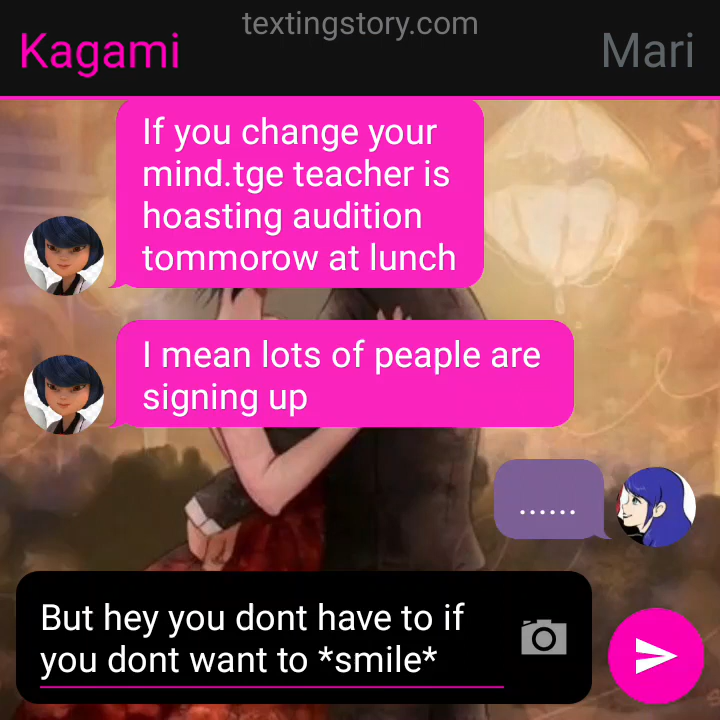 textingstory.com
Kagami
Mari
If you change your
mind.tge teacher is
hoasting audition
tommorow at lunch
I mean lots of peaple are
signing up
......
But hey you dont have to if
you dont want to *smile*